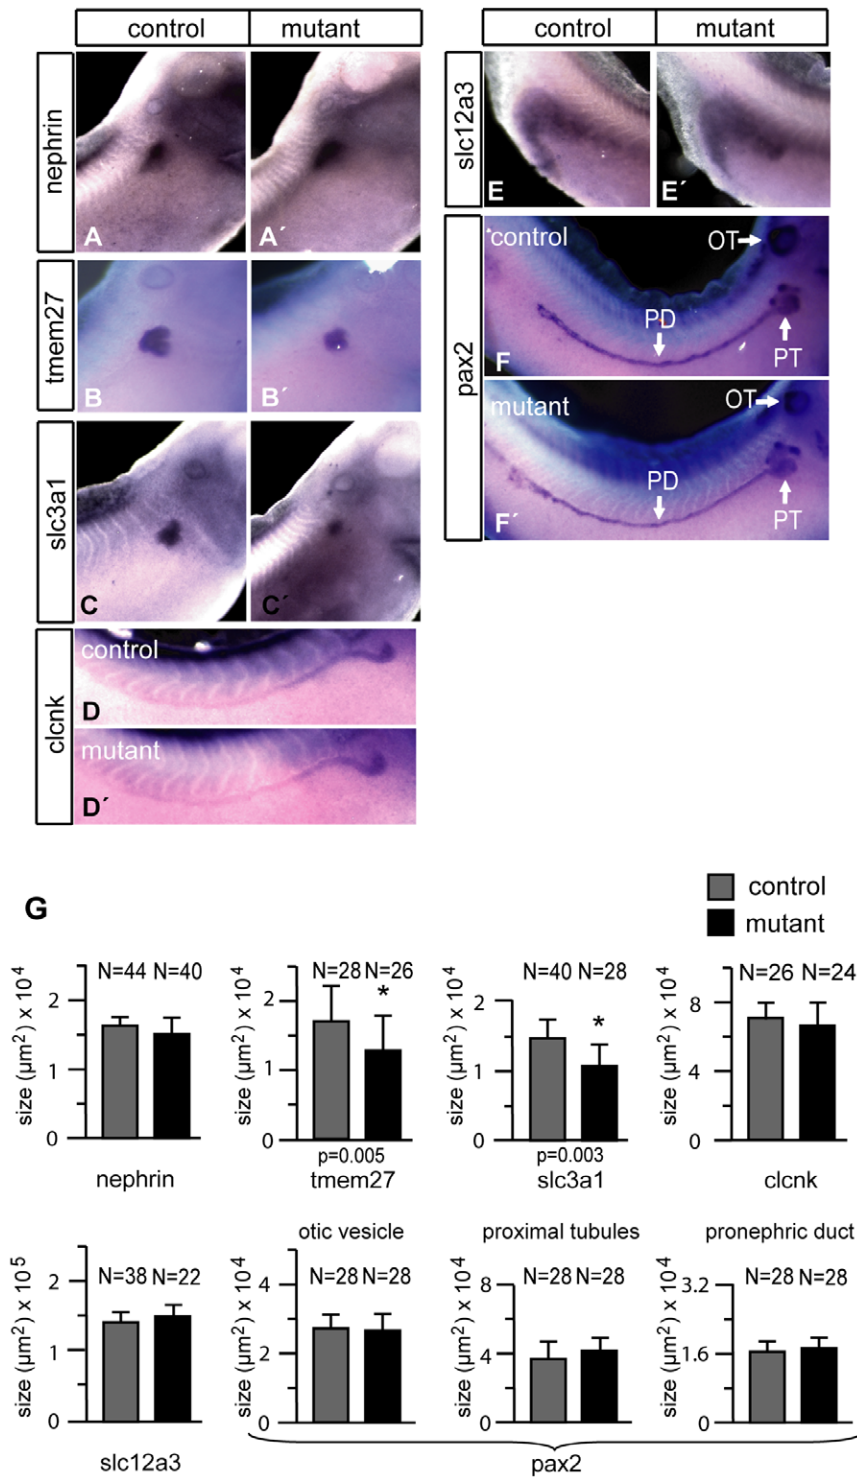 control mutant
nephrin
A A´
tmem27
B B´
slc3a1
C C´
clcnk
control
D
mutant
D´
control mutant
slc12a3
E E´
pax2
control
OT
PD
F
PT
mutant
OT
PD
F´
PT
G
control
mutant
size (µm²) x 10⁴
2
1
0
N=44 N=40
nephrin
size (µm²) x 10⁴
2
1
0
N=28 N=26
*
p=0.005
tmem27
size (µm²) x 10⁴
2
1
0
N=40 N=28
*
p=0.003
slc3a1
size (µm²) x 10⁴
8
4
0
N=26 N=24
clcnk
size (µm²) x 10⁵
2
1
0
N=38 N=22
slc12a3
otic vesicle
size (µm²) x 10⁴
4
2
0
N=28 N=28
proximal tubules
size (µm²) x 10⁴
8
4
0
N=28 N=28
pronephric duct
size (µm²) x 10⁴
3.2
1.6
0
N=28 N=28
pax2